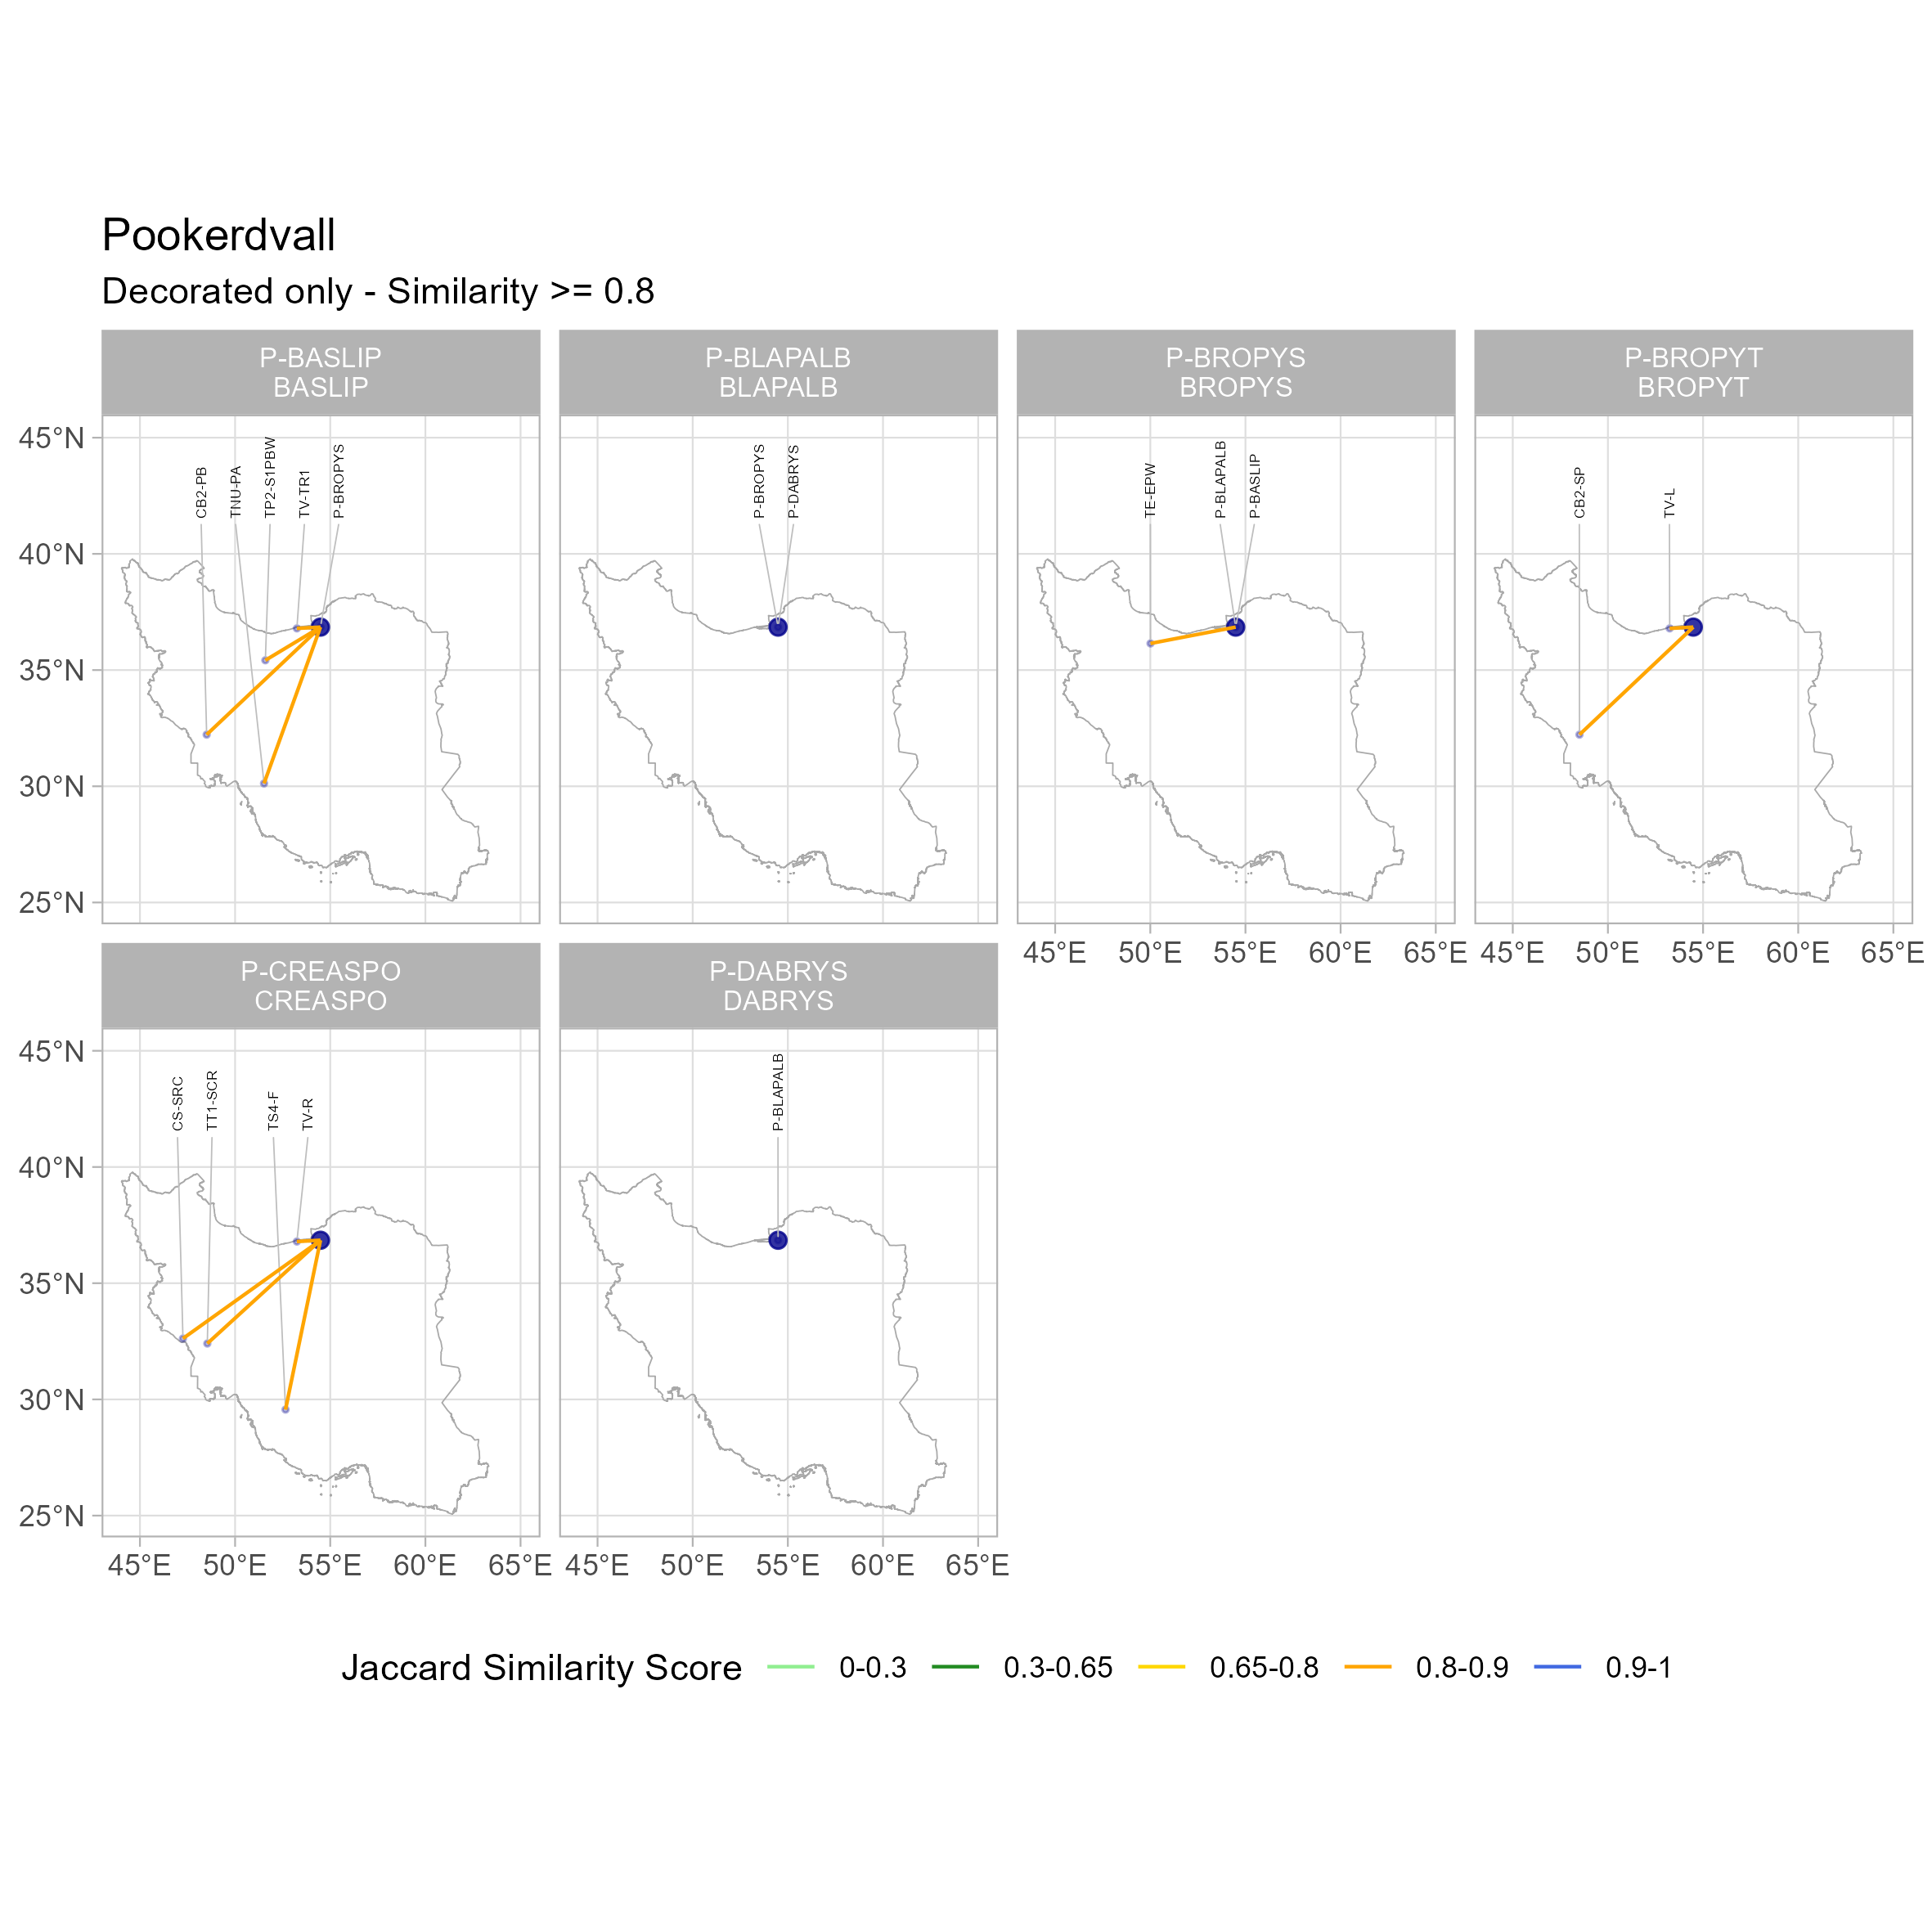 Pookerdvall
Decorated only - Similarity >= 0.8
P-BASLIP
BASLIP
P-BLAPALB
BLAPALB
P-BROPYS
BROPYS
P-BROPYT
BROPYT
45°N
40°N
35°N
30°N
25°N
CB2-PB
TNU-PA
TP2-S1PBW
TV-TR1
P-BROPYS
P-BROPYS
P-DABRYS
TE-EPW
P-BLAPALB
P-BASLIP
CB2-SP
TV-L
45°E 50°E 55°E 60°E 65°E
45°E 50°E 55°E 60°E 65°E
P-CREASPO
CREASPO
P-DABRYS
DABRYS
45°N
40°N
35°N
30°N
25°N
CS-SRC
TT1-SCR
TS4-F
TV-R
P-BLAPALB
45°E 50°E 55°E 60°E 65°E
45°E 50°E 55°E 60°E 65°E
Jaccard Similarity Score 0-0.3 0.3-0.65 0.65-0.8 0.8-0.9 0.9-1